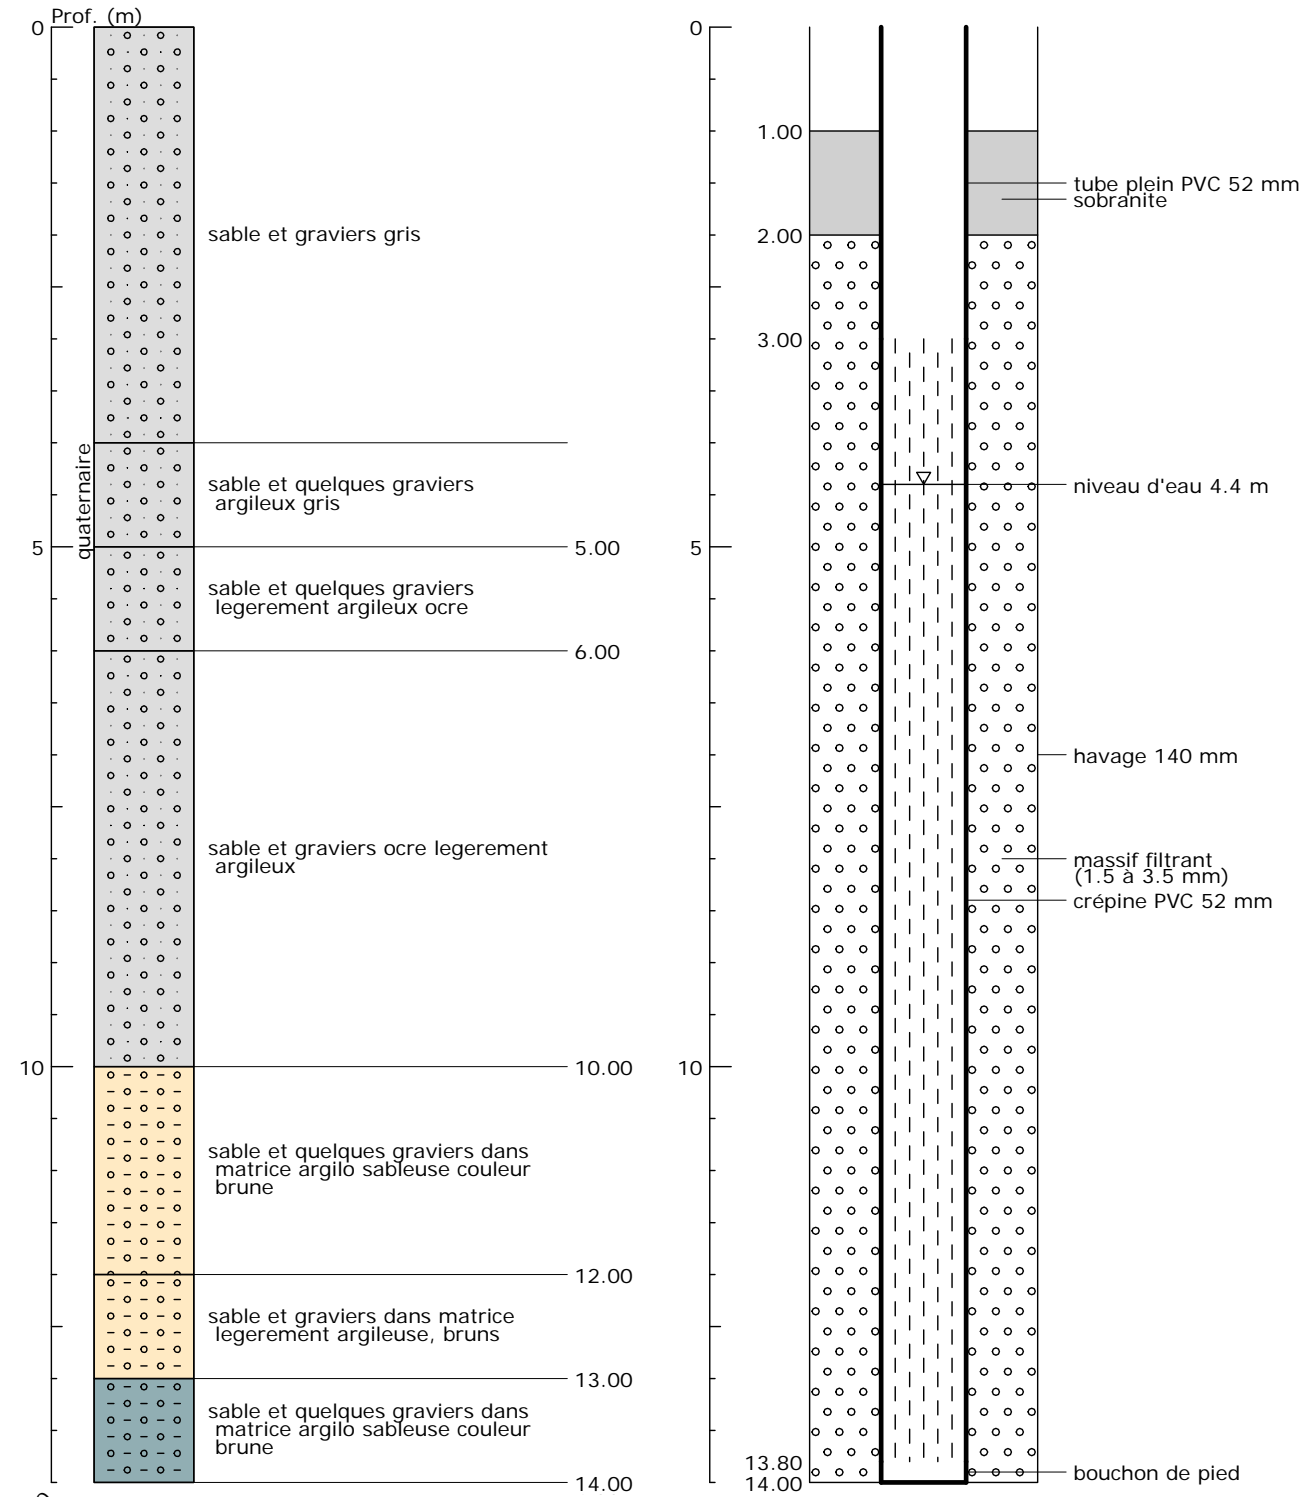 Prof. (m)
0
sable et graviers gris
quaternaire
sable et quelques graviers
argileux gris
5
5.00
sable et quelques graviers
legerement argileux ocre
6.00
sable et graviers ocre legerement
argileux
10
10.00
sable et quelques graviers dans
matrice argilo sableuse couleur
brune
12.00
sable et graviers dans matrice
legerement argileuse, bruns
13.00
sable et quelques graviers dans
matrice argilo sableuse couleur
brune
14.00
0
1.00
tube plein PVC 52 mm
sobranite
2.00
3.00
niveau d'eau 4.4 m
5
havage 140 mm
massif filtrant
(1.5 à 3.5 mm)
crépine PVC 52 mm
10
13.80
14.00
bouchon de pied